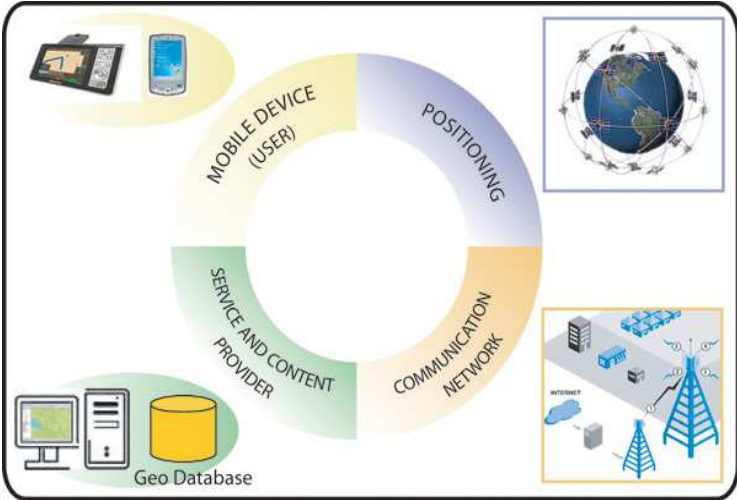 MOBILE DEVICE
(USER)
POSITIONING
SERVICE AND CONTENT
PROVIDER
COMMUNICATION
NETWORK
INTERNET
Geo Database